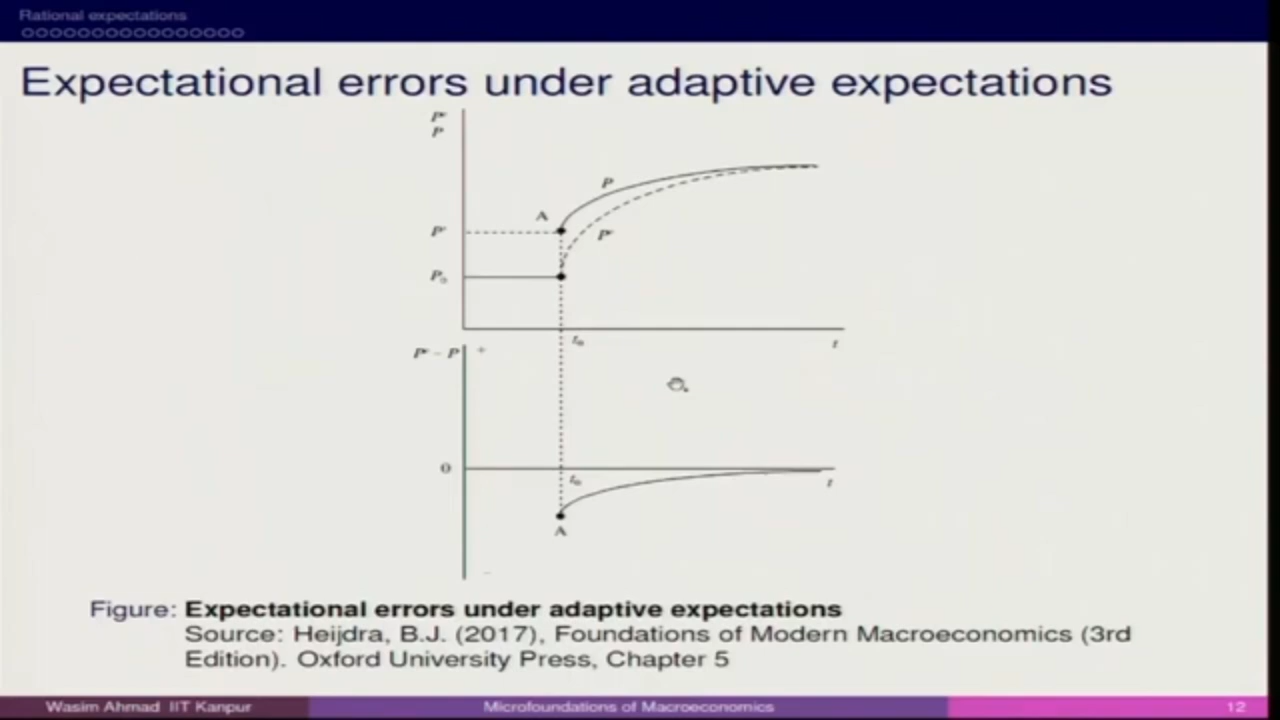 Rational expectations
Expectational errors under adaptive expectations
Pᵉ
P
A
P
P₀
t₀
t
Pᵉ - P
+
0
t₀
t
A
Figure: Expectational errors under adaptive expectations
Source: Heijdra, B.J. (2017), Foundations of Modern Macroeconomics (3rd
Edition). Oxford University Press, Chapter 5
Wasim Ahmad IIT Kanpur
Microfoundations of Macroeconomics
12